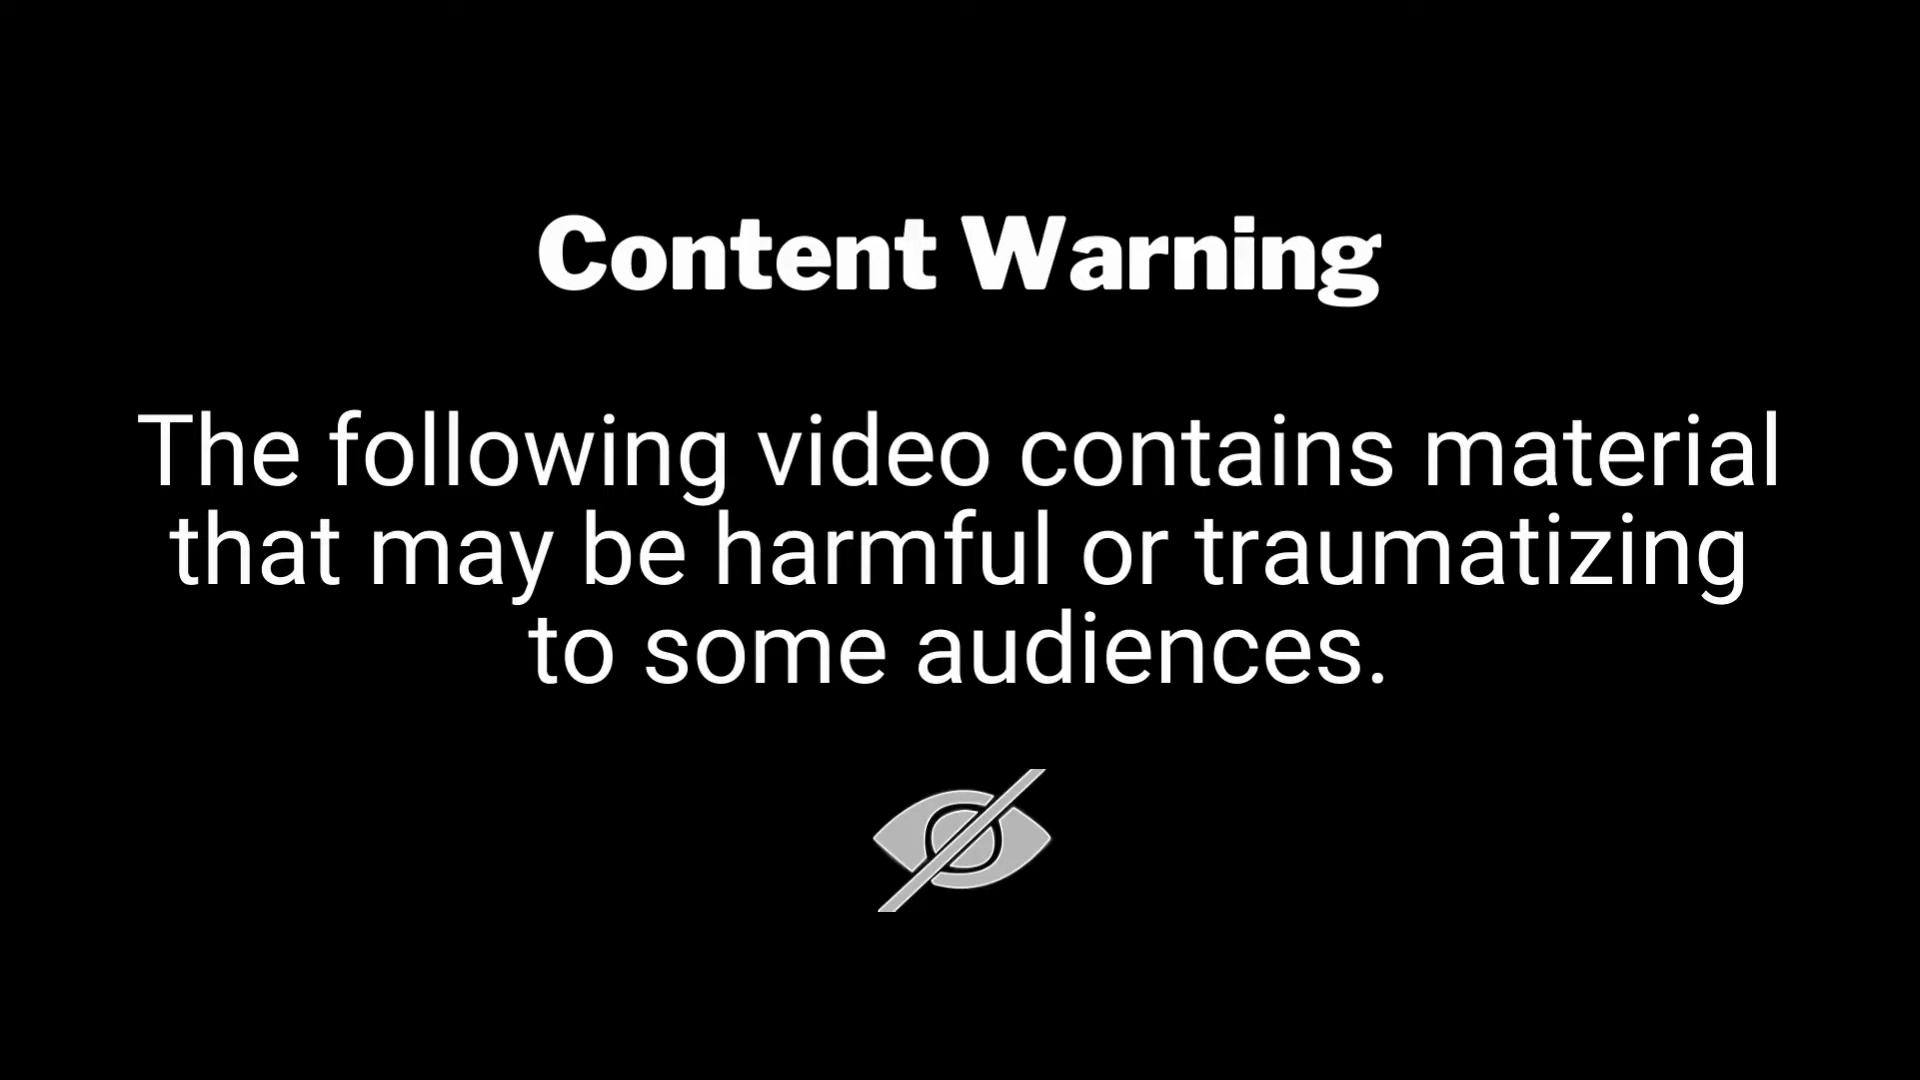 Content Warning
The following video contains material
that may be harmful or traumatizing
to some audiences.